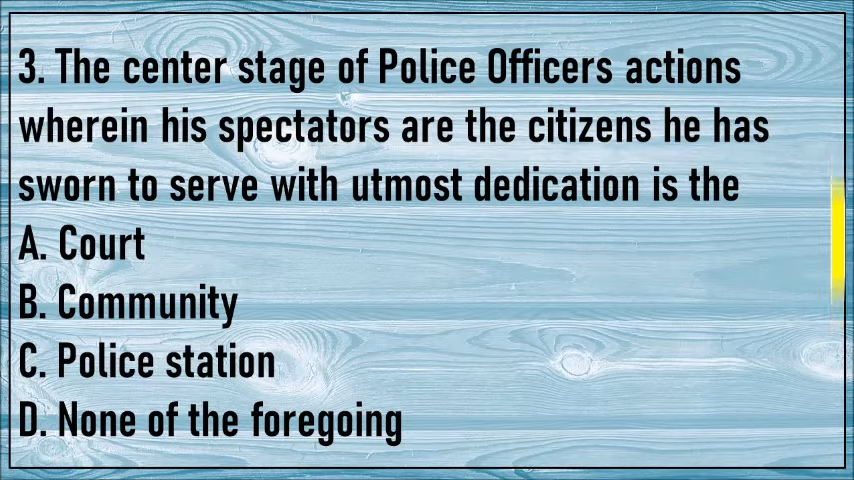 3. The center stage of Police Officers actions
wherein his spectators are the citizens he has
sworn to serve with utmost dedication is the
A. Court
B. Community
C. Police station
D. None of the foregoing